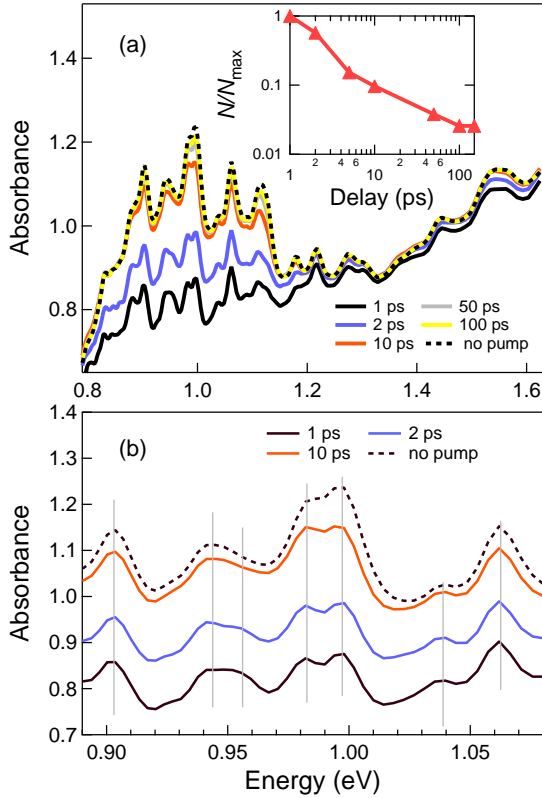 1.5
1.4
1.2
1.0
0.8
Absorbance
(a)
1
0.1
0.01
N/Nmax
1
2
4
6
10
2
4
6
100
Delay (ps)
1 ps
50 ps
2 ps
100 ps
10 ps
no pump
0.8
1.0
1.2
1.4
1.6
1.4
1.3
1.2
1.1
1.0
0.9
0.8
0.7
Absorbance
(b)
1 ps
2 ps
10 ps
no pump
0.90
0.95
1.00
1.05
Energy (eV)